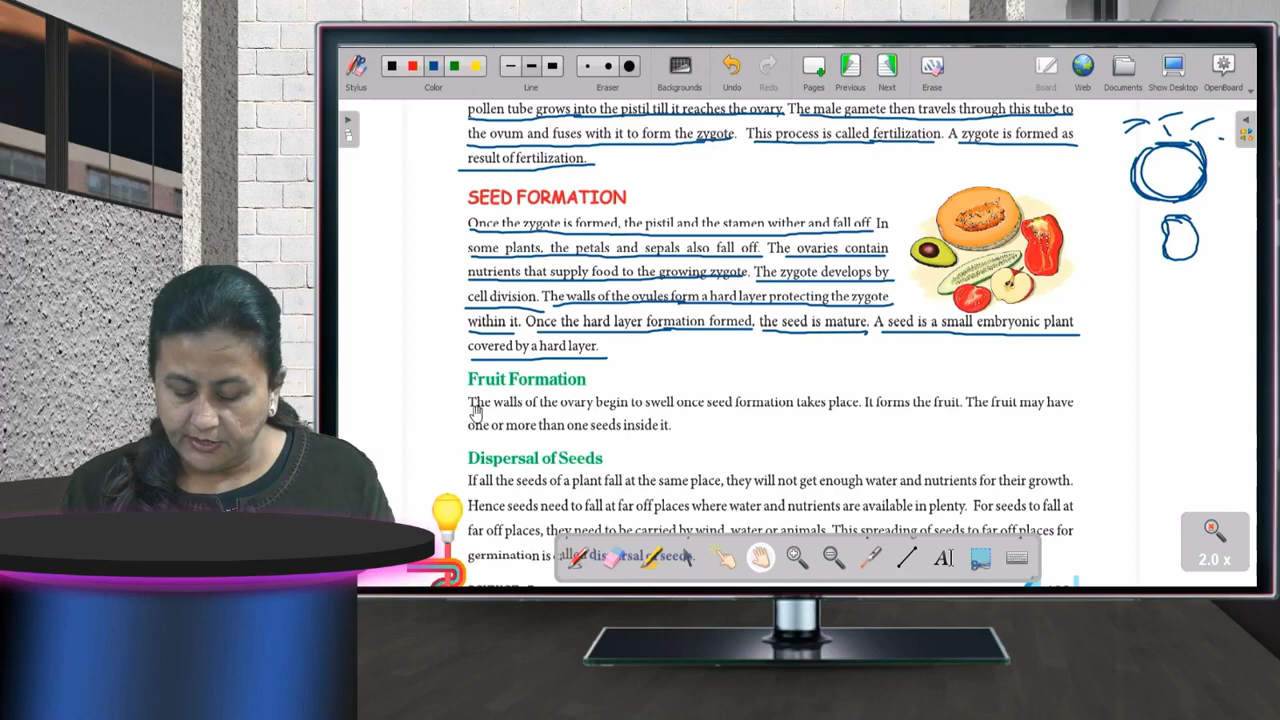 Stylus
Color
Line
Eraser
Backgrounds
Undo
Redo
Pages
Previous
Next
Erase
Board
Web
Documents
Show Desktop
OpenBoard
pollen tube grows into the pistil till it reaches the ovary. The male gamete then travels through this tube to
the ovum and fuses with it to form the zygote. This process is called fertilization. A zygote is formed as
result of fertilization.
SEED FORMATION
Once the zygote is formed, the pistil and the stamen wither and fall off. In
some plants, the petals and sepals also fall off. The ovaries contain
nutrients that supply food to the growing zygote. The zygote develops by
cell division. The walls of the ovules form a hard layer protecting the zygote
within it. Once the hard layer formation formed, the seed is mature. A seed is a small embryonic plant
covered by a hard layer.
Fruit Formation
The walls of the ovary begin to swell once seed formation takes place. It forms the fruit. The fruit may have
one or more than one seeds inside it.
Dispersal of Seeds
If all the seeds of a plant fall at the same place, they will not get enough water and nutrients for their growth.
Hence seeds need to fall at far off places where water and nutrients are available in plenty. For seeds to fall at
far off places, they need to be carried by wind, water or animals. This spreading of seeds to far off places for
germination is called dispersal of seeds.
2.0 x